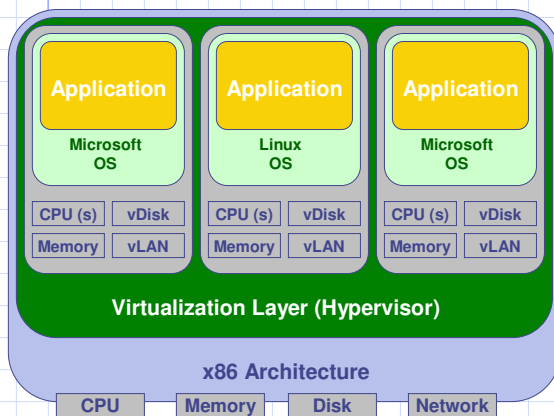 Application
Microsoft
OS
CPU (s)
vDisk
Memory
vLAN
Application
Linux
OS
CPU (s)
vDisk
Memory
vLAN
Application
Microsoft
OS
CPU (s)
vDisk
Memory
vLAN
Virtualization Layer (Hypervisor)
x86 Architecture
CPU
Memory
Disk
Network